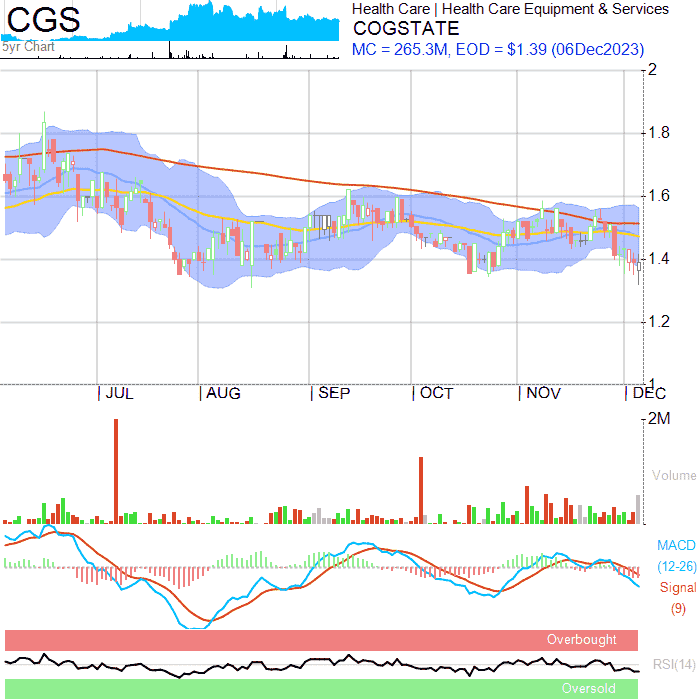 CGS
5yr Chart
Health Care | Health Care Equipment & Services
COGSTATE
MC = 265.3M, EOD = $1.39 (06Dec2023)
2
1.8
1.6
1.4
1.2
1
JUL AUG SEP OCT NOV DEC
2M
Volume
MACD
(12-26)
Signal
(9)
Overbought
RSI(14)
Oversold